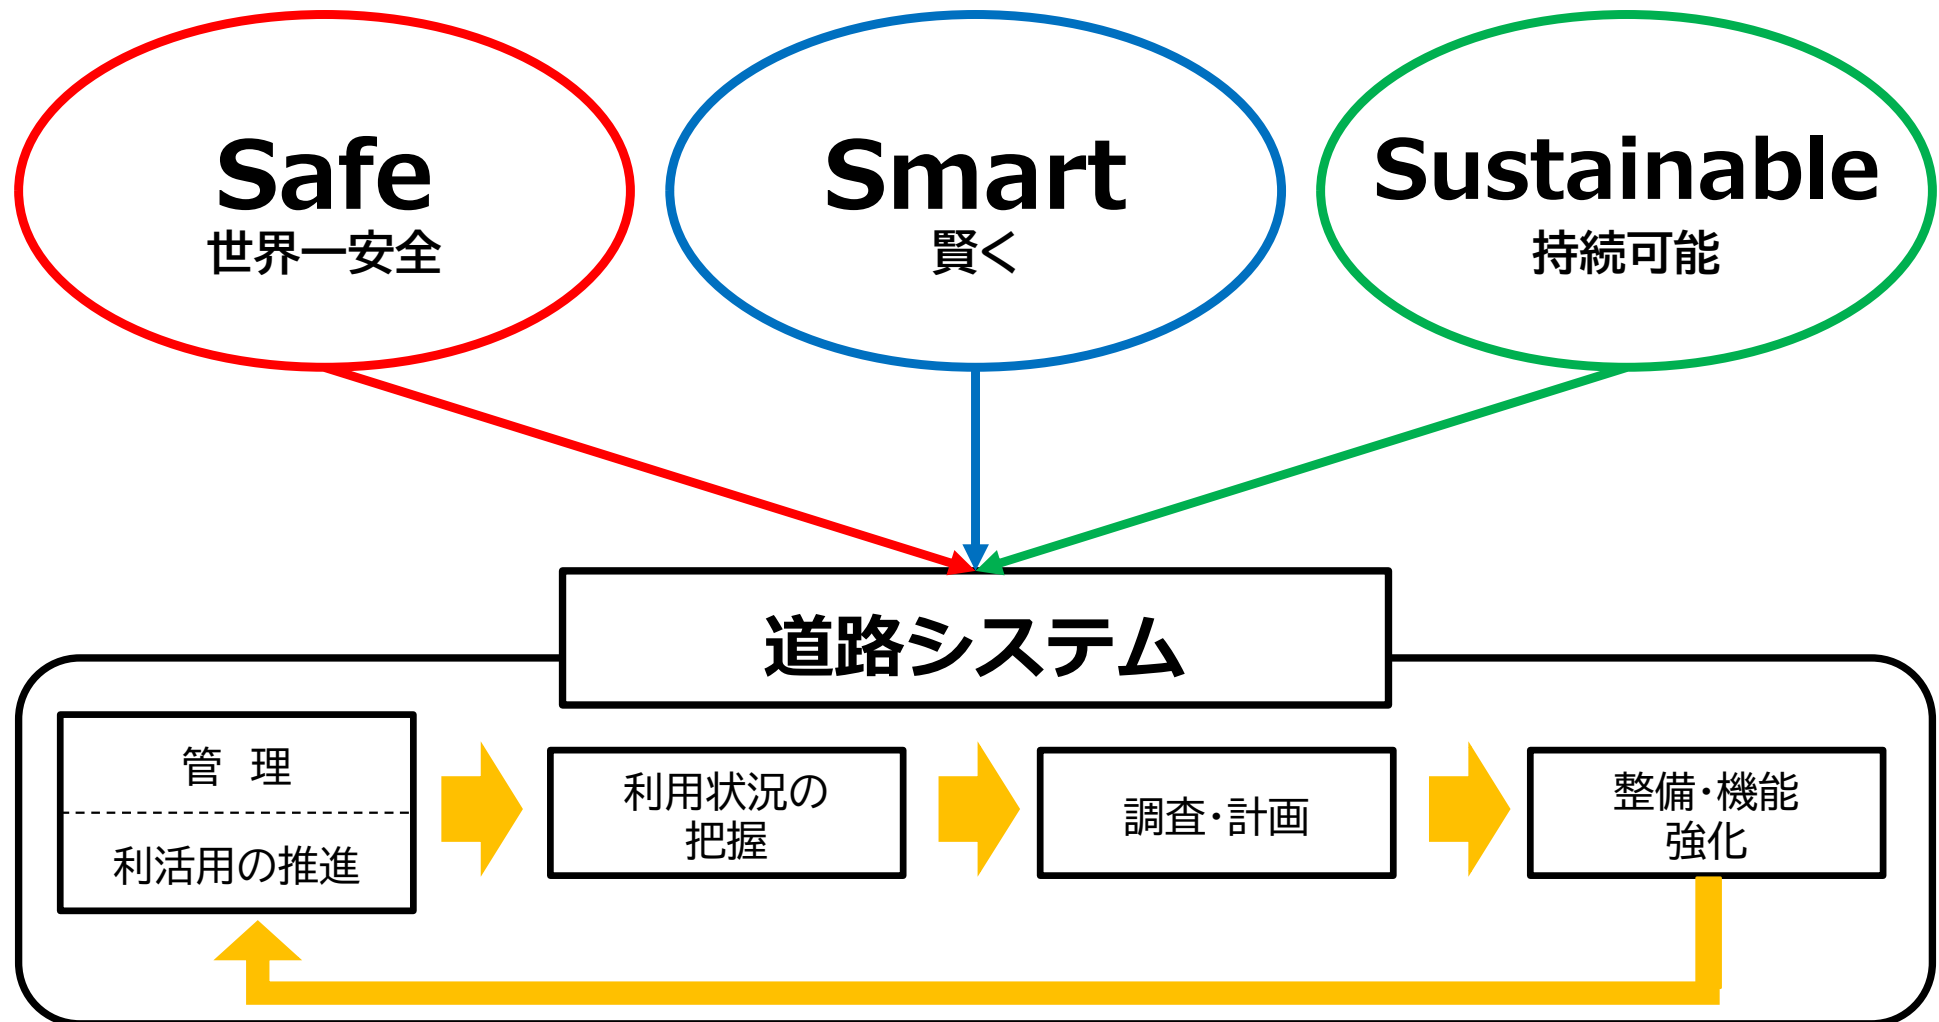 Safe
世界一安全
Smart
賢く
Sustainable
持続可能
道路システム
管　理
利活用の推進
利用状況の
把握
調査・計画
整備・機能
強化